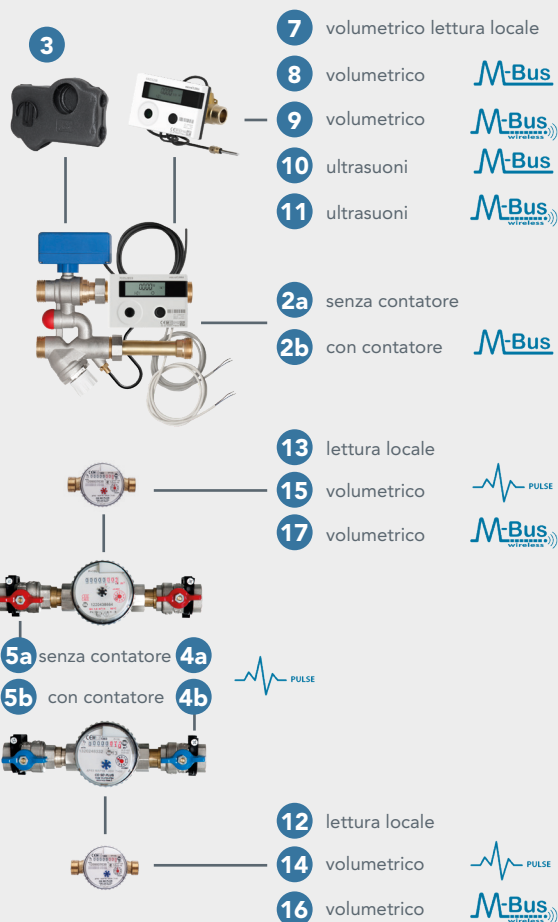 3
7 volumetrico lettura locale
8 volumetrico M-Bus
9 volumetrico M-Bus wireless
10 ultrasuoni M-Bus
11 ultrasuoni M-Bus wireless
2a senza contatore
2b con contatore M-Bus
13 lettura locale
15 volumetrico PULSE
17 volumetrico M-Bus wireless
5a senza contatore 4a
PULSE
5b con contatore 4b
12 lettura locale
14 volumetrico PULSE
16 volumetrico M-Bus wireless